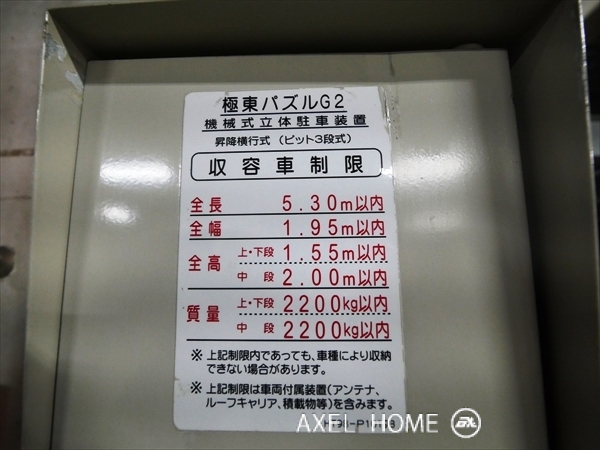 極東パズルG2
機械式立体駐車装置
昇降横行式（ピット3段式）
収容車制限
全長 5.30m以内
全幅 1.95m以内
全高 上・下段 1.55m以内
中段 2.00m以内
質量 上・下段 2200kg以内
中段 2200kg以内
※上記制限内であっても、車種により収納
できない場合があります。
※上記制限は車両付属装置（アンテナ、
ルーフキャリア、積載物等）を含みます。
AXEL HOME